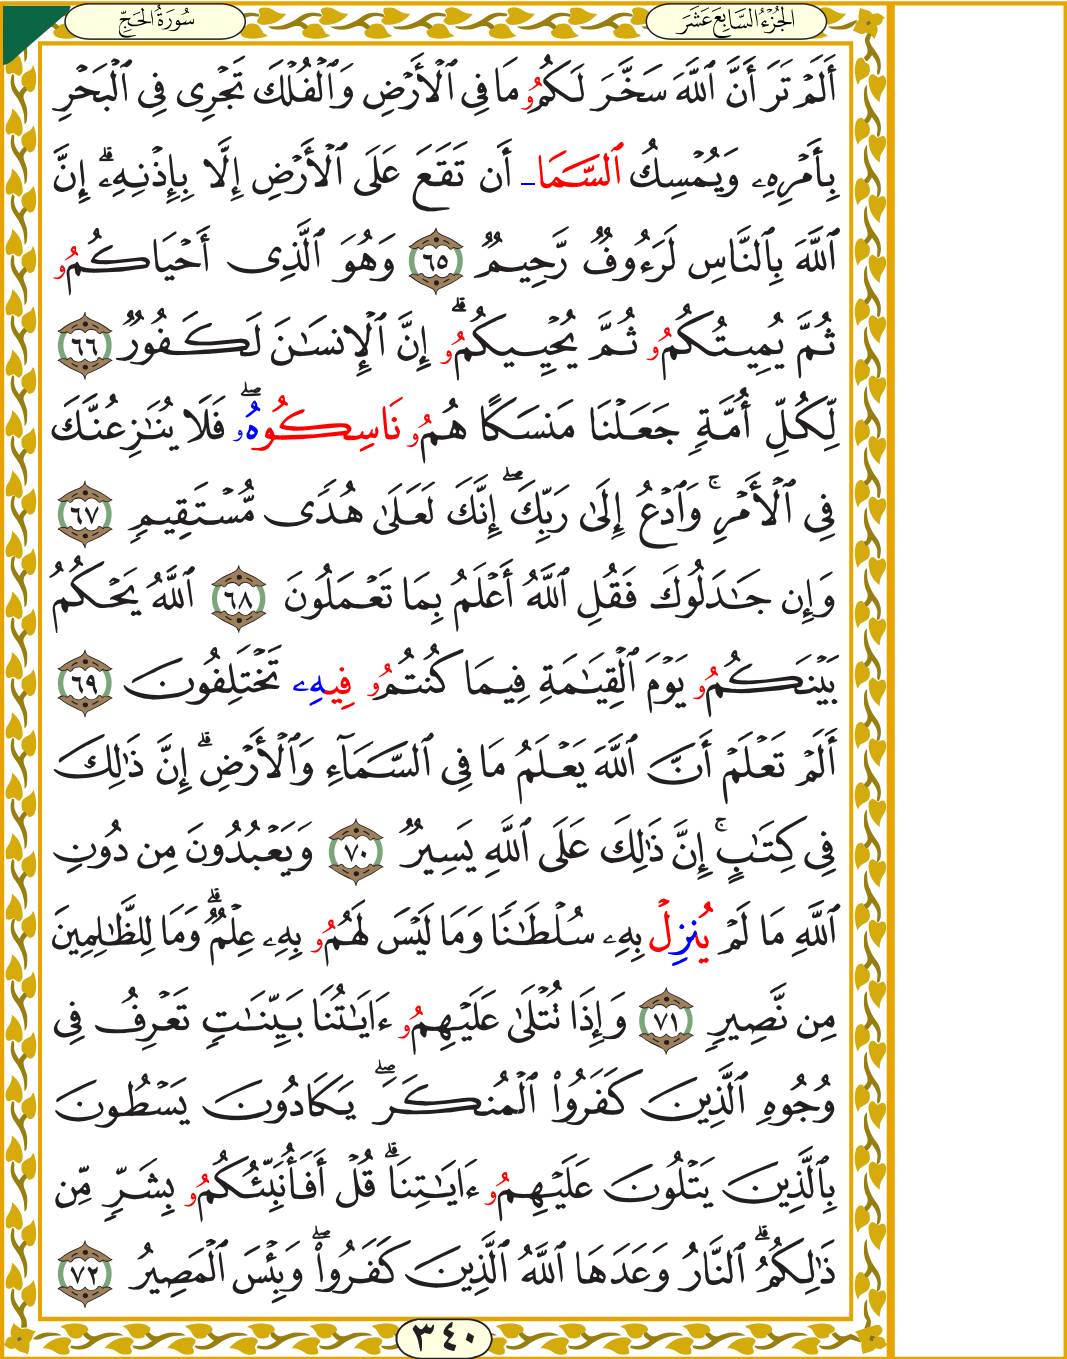 الجُزْءُ السَّابِعَ عَشَرَ
سُورَةُ الحَجِّ
أَلَمْ تَرَ أَنَّ ٱللَّهَ سَخَّرَ لَكُمُۥ مَا فِى ٱلْأَرْضِ وَٱلْفُلْكَ تَجْرِى فِى ٱلْبَحْرِ
بِأَمْرِهِۦ وَيُمْسِكُ ٱلسَّمَا أَن تَقَعَ عَلَى ٱلْأَرْضِ إِلَّا بِإِذْنِهِۦٓۗ إِنَّ
ٱللَّهَ بِٱلنَّاسِ لَرَءُوفٌ رَّحِيمٌ ٦٥ وَهُوَ ٱلَّذِى أَحْيَاكُمُۥ
ثُمَّ يُمِيتُكُمُۥ ثُمَّ يُحْيِيكُمُۥٓۗ إِنَّ ٱلْإِنسَٰنَ لَكَفُورٌ ٦٦
لِّكُلِّ أُمَّةٍ جَعَلْنَا مَنسَكًا هُمُۥ نَاسِكُوهُۥۖ فَلَا يُنَٰزِعُنَّكَ
فِى ٱلْأَمْرِۚ وَٱدْعُ إِلَىٰ رَبِّكَۖ إِنَّكَ لَعَلَىٰ هُدًى مُّسْتَقِيمٍ ٦٧
وَإِن جَٰدَلُوكَ فَقُلِ ٱللَّهُ أَعْلَمُ بِمَا تَعْمَلُونَ ٦٨ ٱللَّهُ يَحْكُمُ
بَيْنَكُمُۥ يَوْمَ ٱلْقِيَٰمَةِ فِيمَا كُنتُمُۥ فِيهِۦ تَخْتَلِفُونَ ٦٩
أَلَمْ تَعْلَمْ أَنَّ ٱللَّهَ يَعْلَمُ مَا فِى ٱلسَّمَآءِ وَٱلْأَرْضِۗ إِنَّ ذَٰلِكَ
فِى كِتَٰبٍۚ إِنَّ ذَٰلِكَ عَلَى ٱللَّهِ يَسِيرٌ ٧٠ وَيَعْبُدُونَ مِن دُونِ
ٱللَّهِ مَا لَمْ يُنزِلْ بِهِۦ سُلْطَٰنًا وَمَا لَيْسَ لَهُمُۥ بِهِۦ عِلْمٌۗ وَمَا لِلظَّٰلِمِينَ
مِن نَّصِيرٍ ٧١ وَإِذَا تُتْلَىٰ عَلَيْهِمُۥ ءَايَٰتُنَا بَيِّنَٰتٍ تَعْرِفُ فِى
وُجُوهِ ٱلَّذِينَ كَفَرُوا۟ ٱلْمُنكَرَۖ يَكَادُونَ يَسْطُونَ
بِٱلَّذِينَ يَتْلُونَ عَلَيْهِمُۥ ءَايَٰتِنَاۗ قُلْ أَفَأُنَبِّئُكُمُۥ بِشَرٍّ مِّن
ذَٰلِكُمُۗ ٱلنَّارُ وَعَدَهَا ٱللَّهُ ٱلَّذِينَ كَفَرُوا۟ۖ وَبِئْسَ ٱلْمَصِيرُ ٧٢
٣٤٠